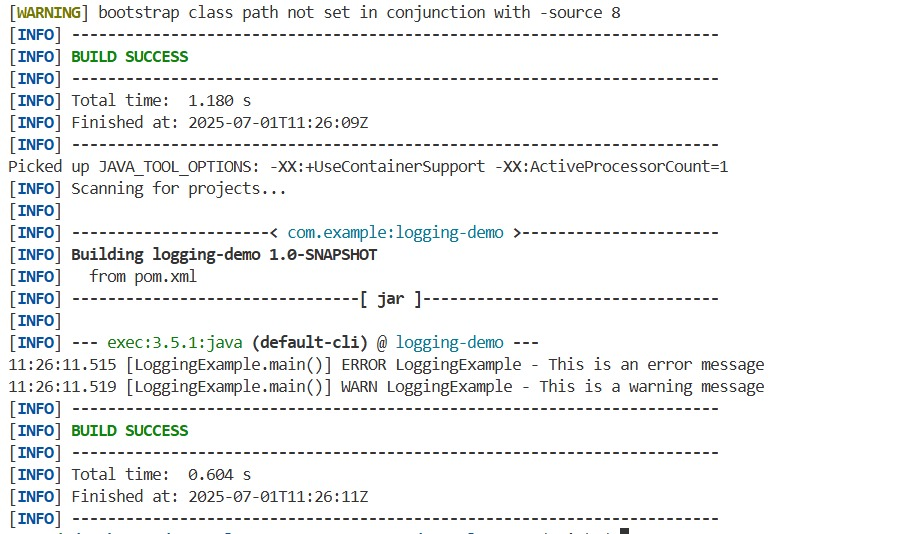 [WARNING] bootstrap class path not set in conjunction with -source 8
[INFO] ------------------------------------------------------------------------
[INFO] BUILD SUCCESS
[INFO] ------------------------------------------------------------------------
[INFO] Total time:  1.180 s
[INFO] Finished at: 2025-07-01T11:26:09Z
[INFO] ------------------------------------------------------------------------
Picked up JAVA_TOOL_OPTIONS: -XX:+UseContainerSupport -XX:ActiveProcessorCount=1
[INFO] Scanning for projects...
[INFO]
[INFO] ----------------------< com.example:logging-demo >----------------------
[INFO] Building logging-demo 1.0-SNAPSHOT
[INFO]   from pom.xml
[INFO] --------------------------------[ jar ]---------------------------------
[INFO]
[INFO] --- exec:3.5.1:java (default-cli) @ logging-demo ---
11:26:11.515 [LoggingExample.main()] ERROR LoggingExample - This is an error message
11:26:11.519 [LoggingExample.main()] WARN LoggingExample - This is a warning message
[INFO] ------------------------------------------------------------------------
[INFO] BUILD SUCCESS
[INFO] ------------------------------------------------------------------------
[INFO] Total time:  0.604 s
[INFO] Finished at: 2025-07-01T11:26:11Z
[INFO] ------------------------------------------------------------------------